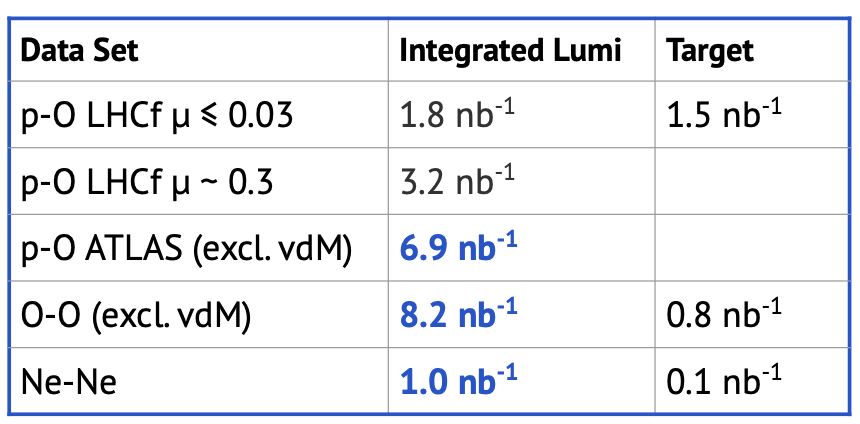 Data Set Integrated Lumi Target
p-O LHCf μ ⩽ 0.03 1.8 nb⁻¹ 1.5 nb⁻¹
p-O LHCf μ ~ 0.3 3.2 nb⁻¹
p-O ATLAS (excl. vdM) 6.9 nb⁻¹
O-O (excl. vdM) 8.2 nb⁻¹ 0.8 nb⁻¹
Ne-Ne 1.0 nb⁻¹ 0.1 nb⁻¹